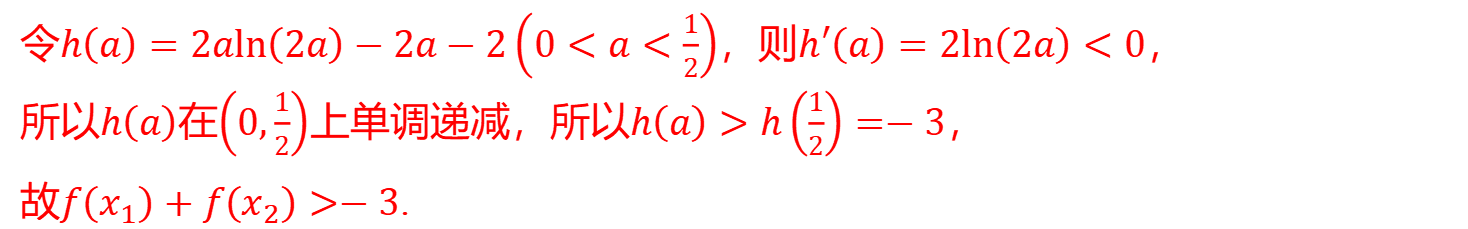 令h(a) = 2aln(2a) − 2a − 2(0 < a < 1/2)，则h′(a) = 2ln(2a) < 0，
所以h(a)在(0, 1/2)上单调递减，所以h(a) > h(1/2) =− 3，
故f(x₁) + f(x₂) >− 3.